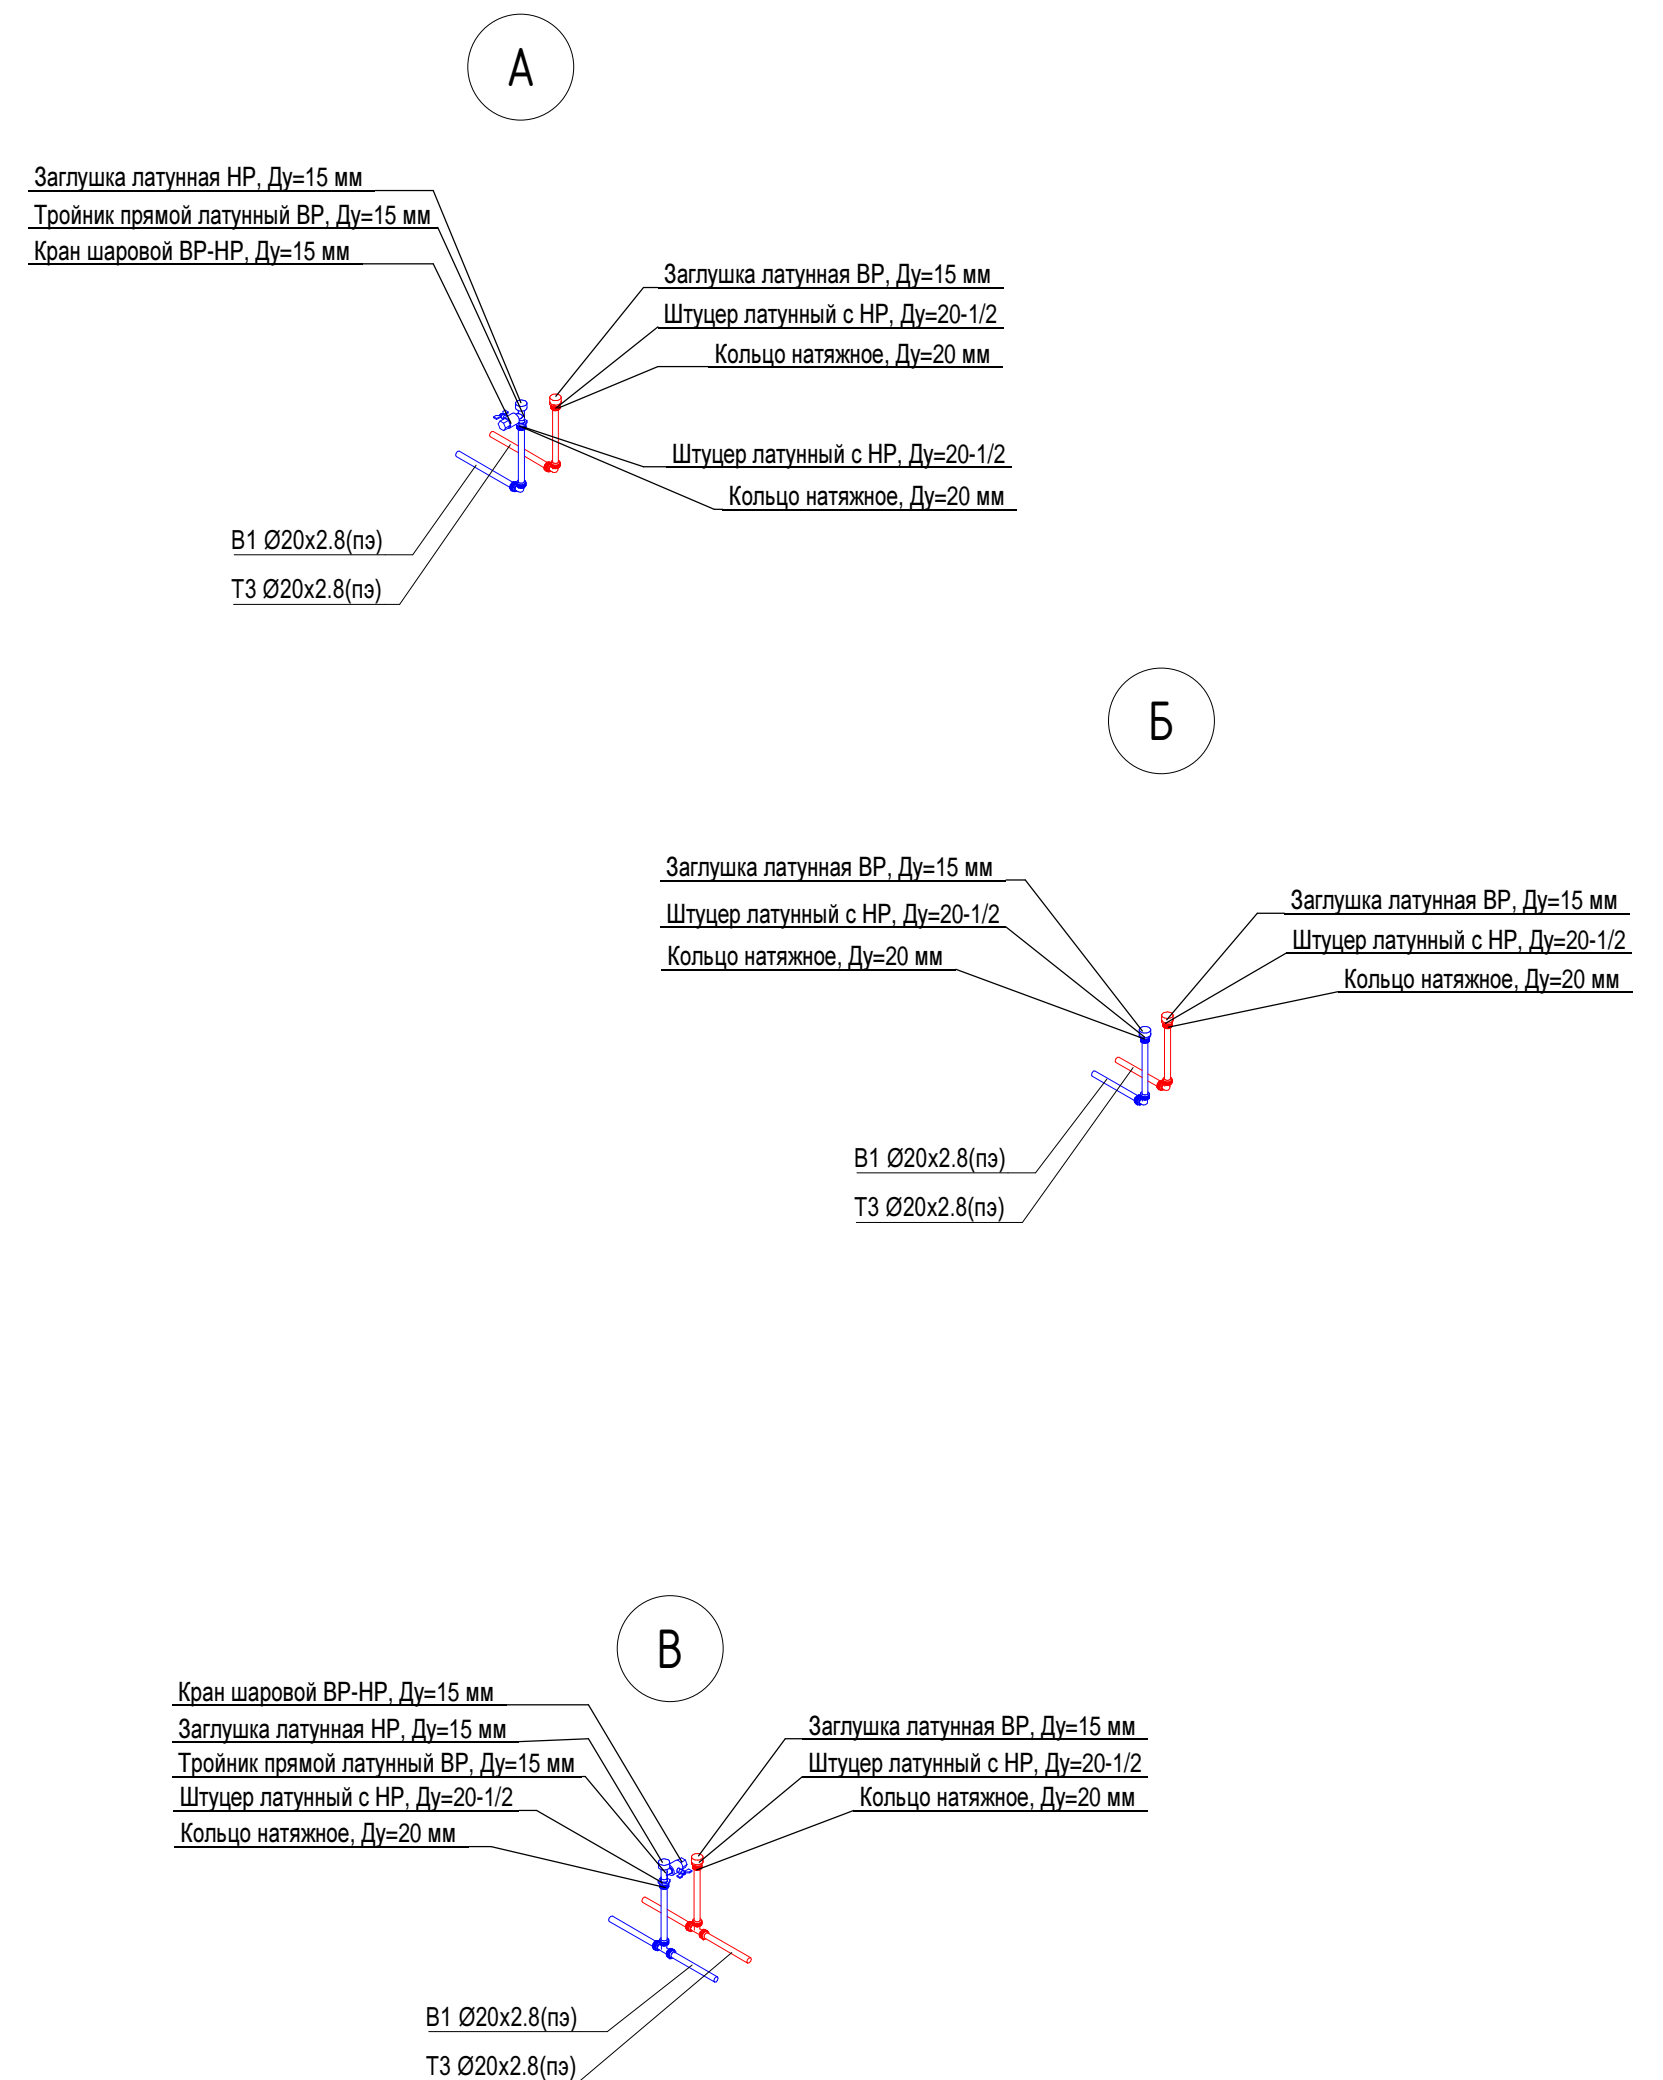 А
Заглушка латунная НР, Ду=15 мм
Тройник прямой латунный ВР, Ду=15 мм
Кран шаровой ВР-НР, Ду=15 мм
Заглушка латунная ВР, Ду=15 мм
Штуцер латунный с НР, Ду=20-1/2
Кольцо натяжное, Ду=20 мм
Штуцер латунный с НР, Ду=20-1/2
Кольцо натяжное, Ду=20 мм
В1 Ø20х2.8(пэ)
Т3 Ø20х2.8(пэ)
Б
Заглушка латунная ВР, Ду=15 мм
Штуцер латунный с НР, Ду=20-1/2
Кольцо натяжное, Ду=20 мм
Заглушка латунная ВР, Ду=15 мм
Штуцер латунный с НР, Ду=20-1/2
Кольцо натяжное, Ду=20 мм
В1 Ø20х2.8(пэ)
Т3 Ø20х2.8(пэ)
В
Кран шаровой ВР-НР, Ду=15 мм
Заглушка латунная НР, Ду=15 мм
Тройник прямой латунный ВР, Ду=15 мм
Штуцер латунный с НР, Ду=20-1/2
Кольцо натяжное, Ду=20 мм
Заглушка латунная ВР, Ду=15 мм
Штуцер латунный с НР, Ду=20-1/2
Кольцо натяжное, Ду=20 мм
В1 Ø20х2.8(пэ)
Т3 Ø20х2.8(пэ)